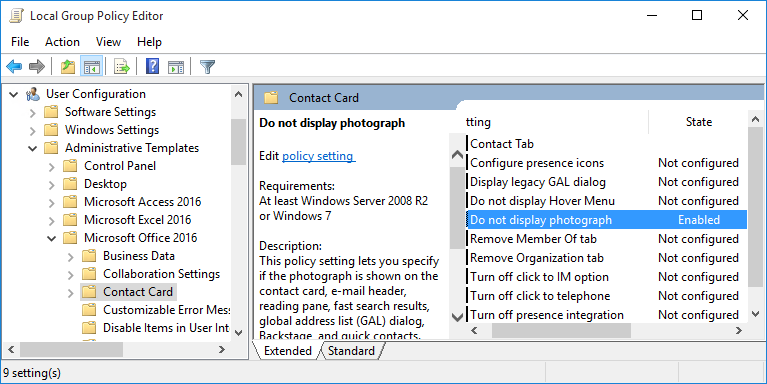 Local Group Policy Editor
File Action View Help
User Configuration
Software Settings
Windows Settings
Administrative Templates
Control Panel
Desktop
Microsoft Access 2016
Microsoft Excel 2016
Microsoft Office 2016
Business Data
Collaboration Settings
Contact Card
Customizable Error Mes
Disable Items in User Int
Contact Card
Do not display photograph
Edit policy setting
Requirements:
At least Windows Server 2008 R2
or Windows 7
Description:
This policy setting lets you specify
if the photograph is shown on the
contact card, e-mail header,
reading pane, fast search results,
global address list (GAL) dialog,
Backstage, and quick contacts.
tting State
Contact Tab
Configure presence icons Not configured
Display legacy GAL dialog Not configured
Do not display Hover Menu Not configured
Do not display photograph Enabled
Remove Member Of tab Not configured
Remove Organization tab Not configured
Turn off click to IM option Not configured
Turn off click to telephone Not configured
Turn off presence integration Not configured
Extended Standard
9 setting(s)